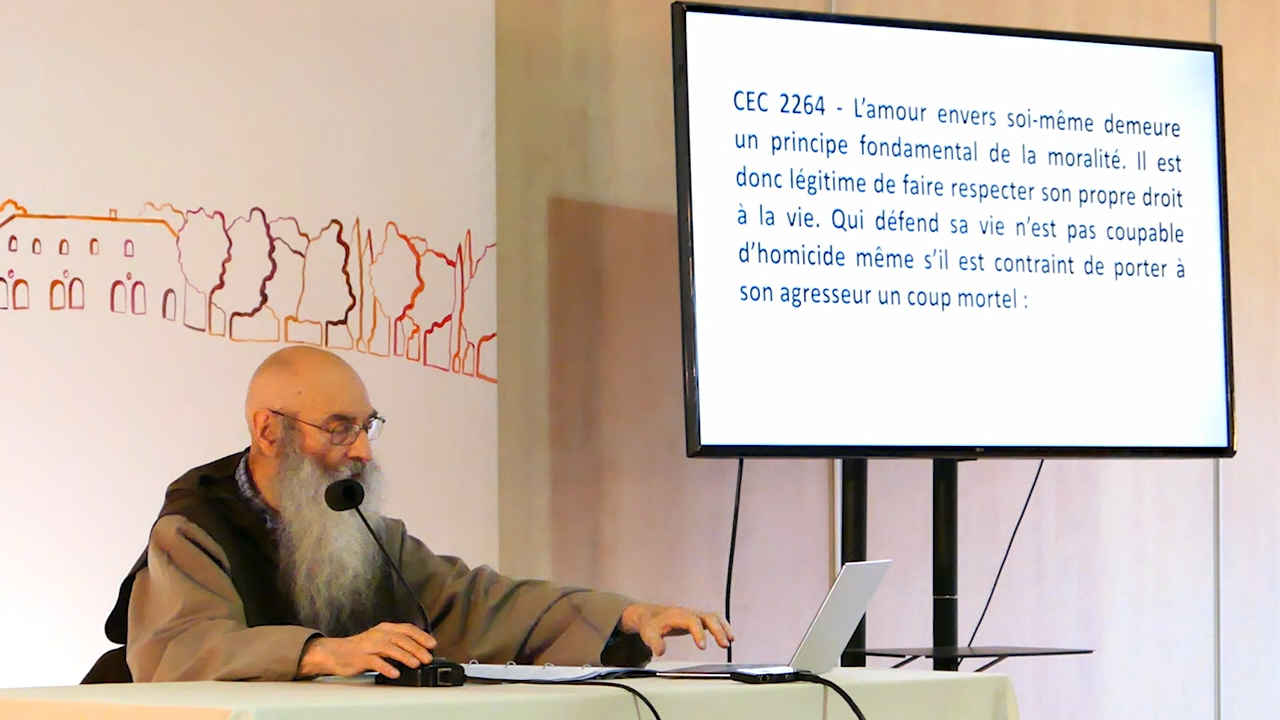 CEC 2264 - L'amour envers soi-même demeure
un principe fondamental de la moralité. Il est
donc légitime de faire respecter son propre droit
à la vie. Qui défend sa vie n'est pas coupable
d'homicide même s'il est contraint de porter à
son agresseur un coup mortel :